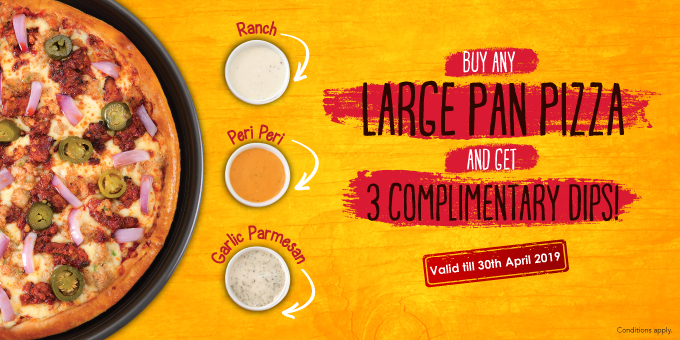 Ranch
Peri Peri
Garlic Parmesan
BUY ANY
LARGE PAN PIZZA
AND GET
3 COMPLIMENTARY DIPS!
Valid till 30th April 2019
Conditions apply.